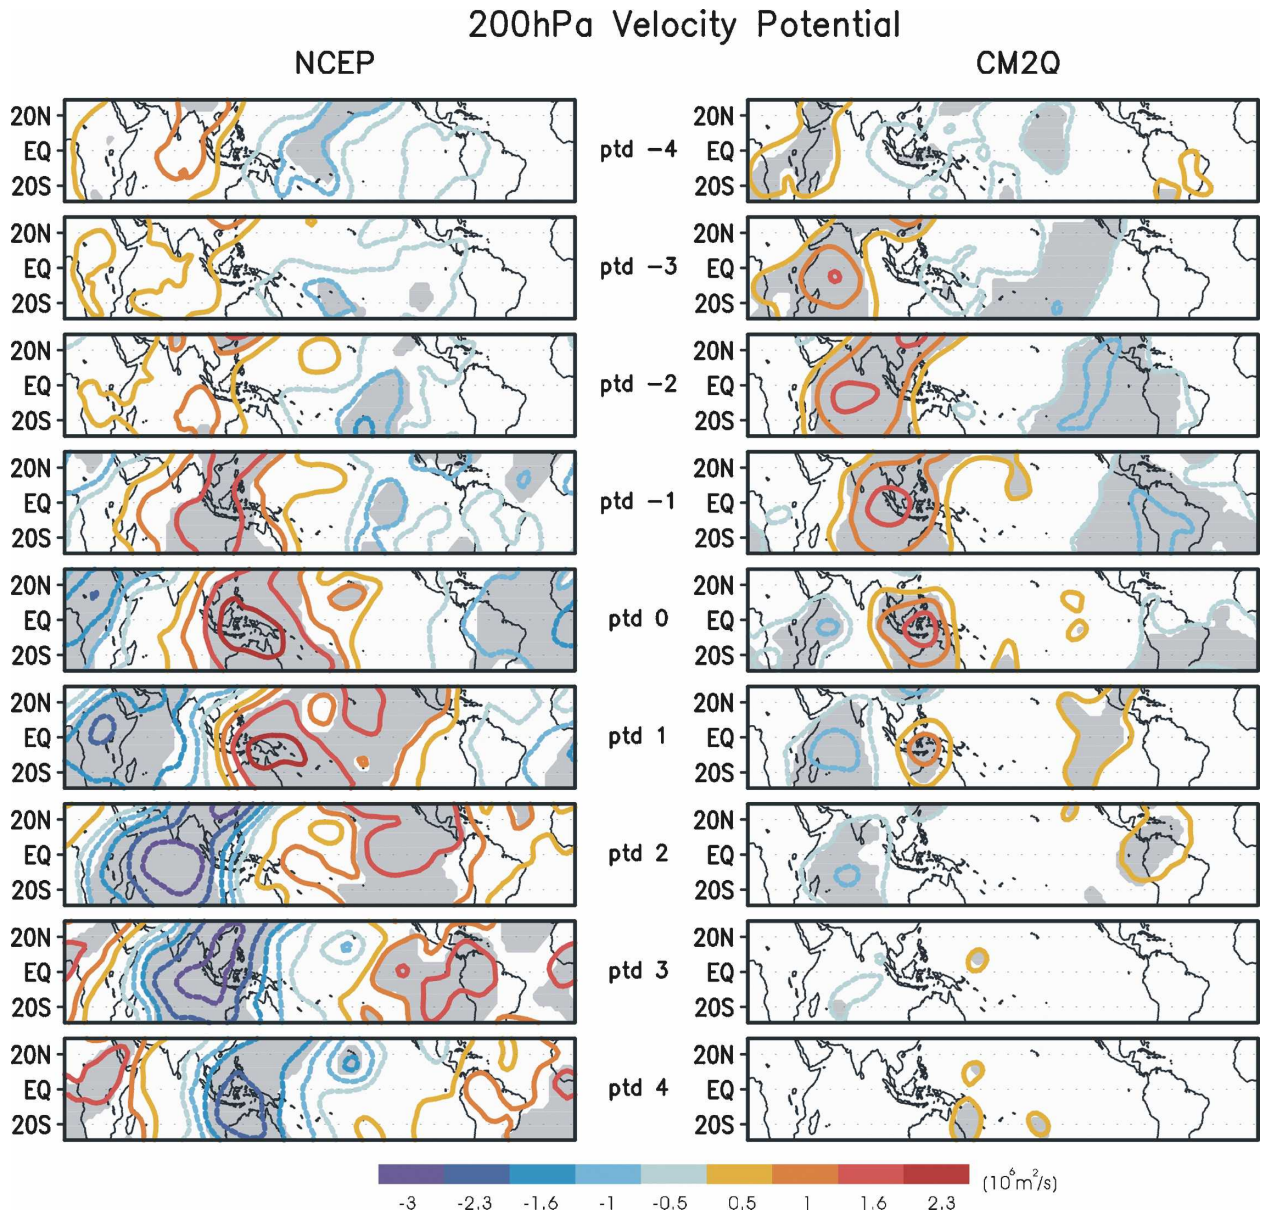 200hPa Velocity Potential
NCEP
CM2Q
20N
EQ
20S
ptd -4
20N
EQ
20S
20N
EQ
20S
ptd -3
20N
EQ
20S
20N
EQ
20S
ptd -2
20N
EQ
20S
20N
EQ
20S
ptd -1
20N
EQ
20S
20N
EQ
20S
ptd 0
20N
EQ
20S
20N
EQ
20S
ptd 1
20N
EQ
20S
20N
EQ
20S
ptd 2
20N
EQ
20S
20N
EQ
20S
ptd 3
20N
EQ
20S
20N
EQ
20S
ptd 4
20N
EQ
20S
-3 -2.3 -1.6 -1 -0.5 0.5 1 1.6 2.3 (10⁶m²/s)